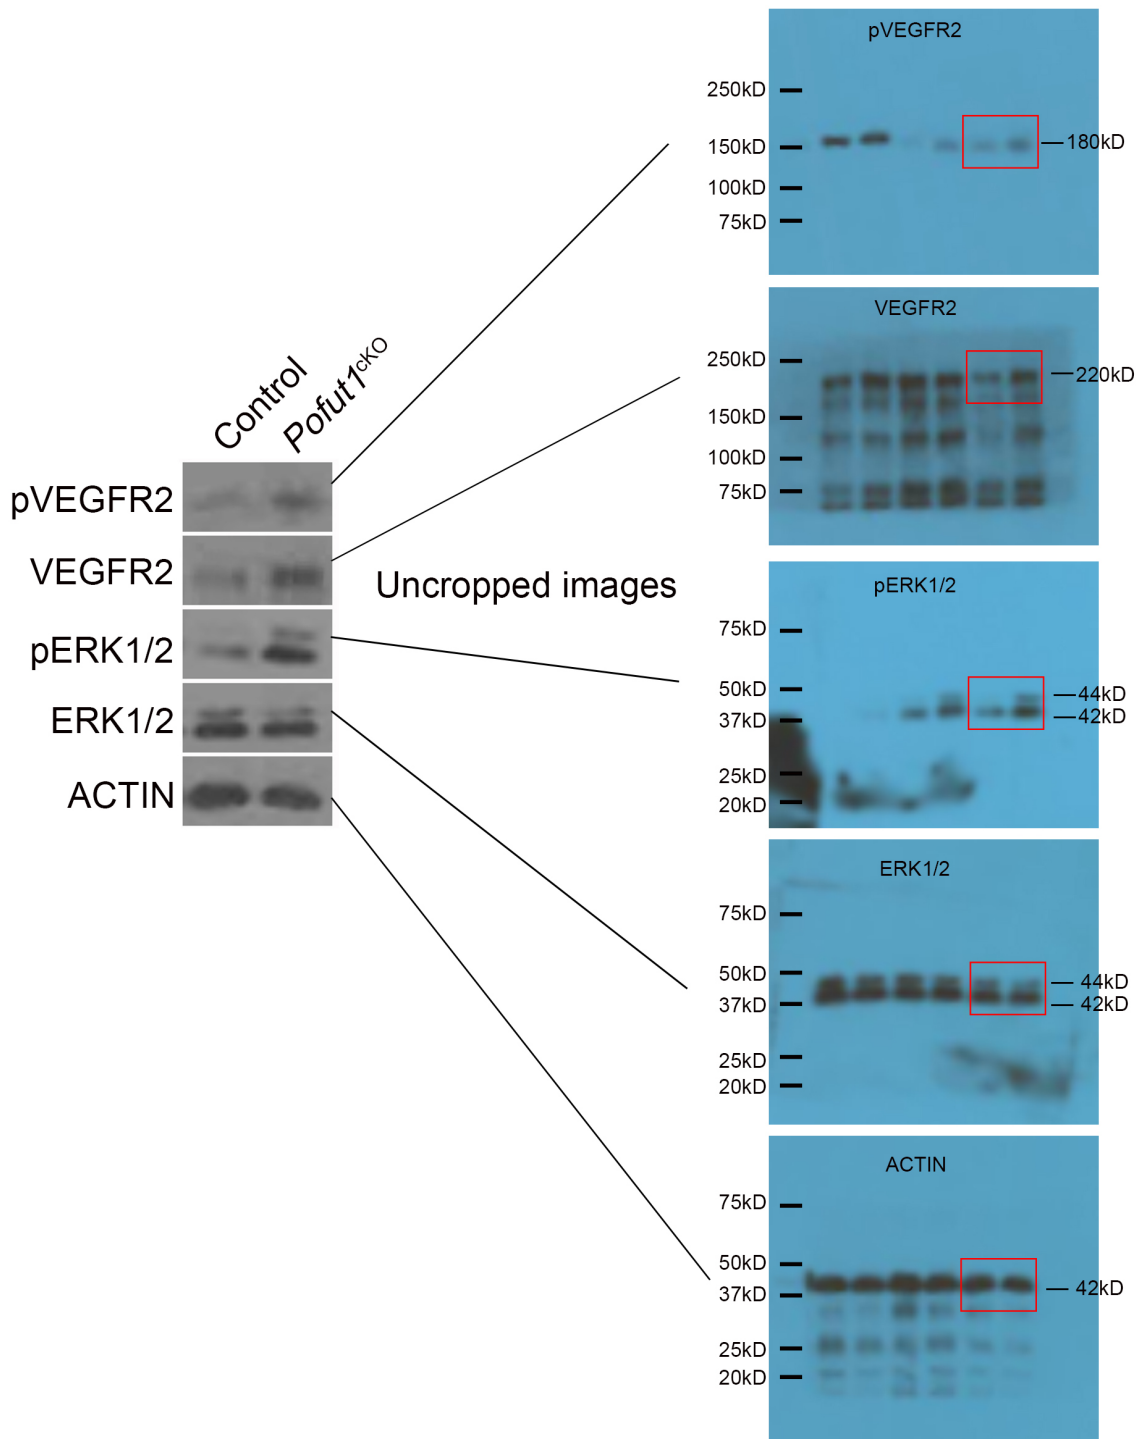 Control
Pofut1cKO
pVEGFR2
VEGFR2
pERK1/2
ERK1/2
ACTIN
Uncropped images
pVEGFR2
250kD
150kD
100kD
75kD
180kD
VEGFR2
250kD
150kD
100kD
75kD
220kD
pERK1/2
75kD
50kD
37kD
25kD
20kD
44kD
42kD
ERK1/2
75kD
50kD
37kD
25kD
20kD
44kD
42kD
ACTIN
75kD
50kD
37kD
25kD
20kD
42kD